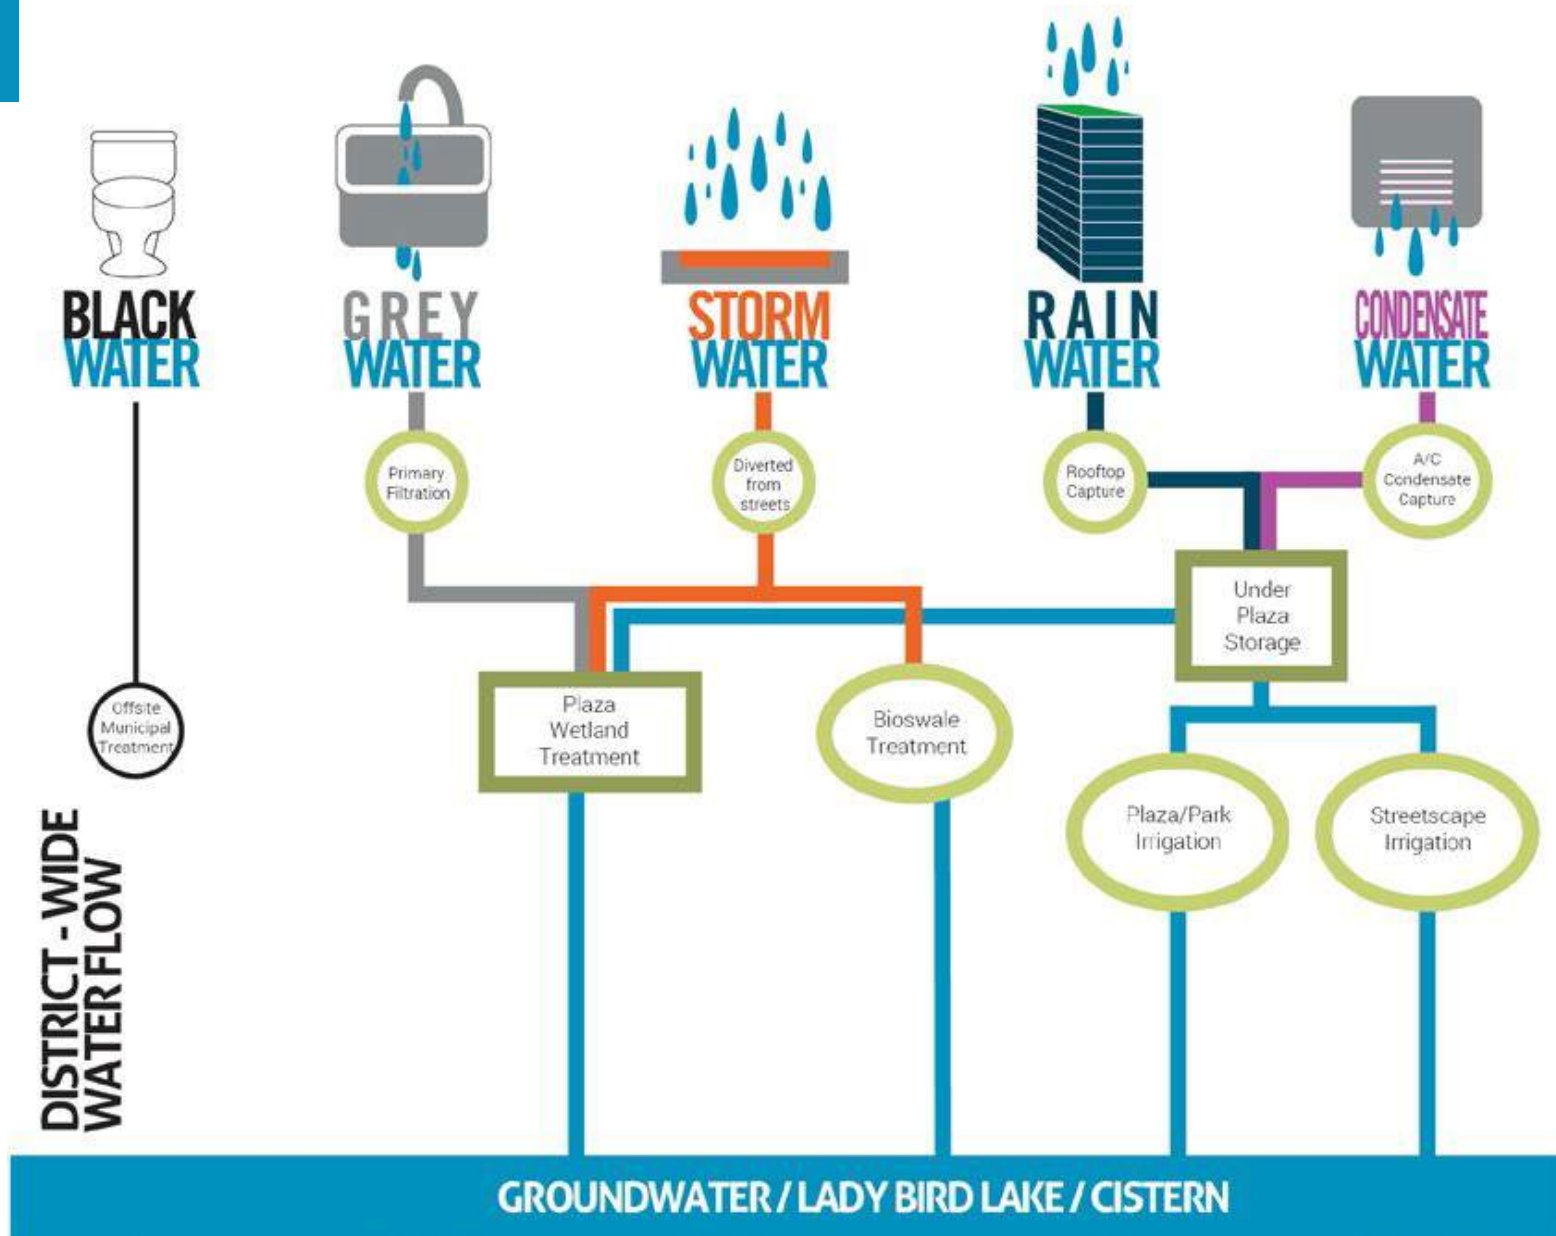 BLACK
WATER
GREY
WATER
STORM
WATER
RAIN
WATER
CONDENSATE
WATER
Primary
Filtration
Diverted
from
streets
Rooftop
Capture
A/C
Condensate
Capture
Under
Plaza
Storage
Offsite
Municipal
Treatment
Plaza
Wetland
Treatment
Bioswale
Treatment
Plaza/Park
Irrigation
Streetscape
Irrigation
DISTRICT - WIDE
WATER FLOW
GROUNDWATER / LADY BIRD LAKE / CISTERN